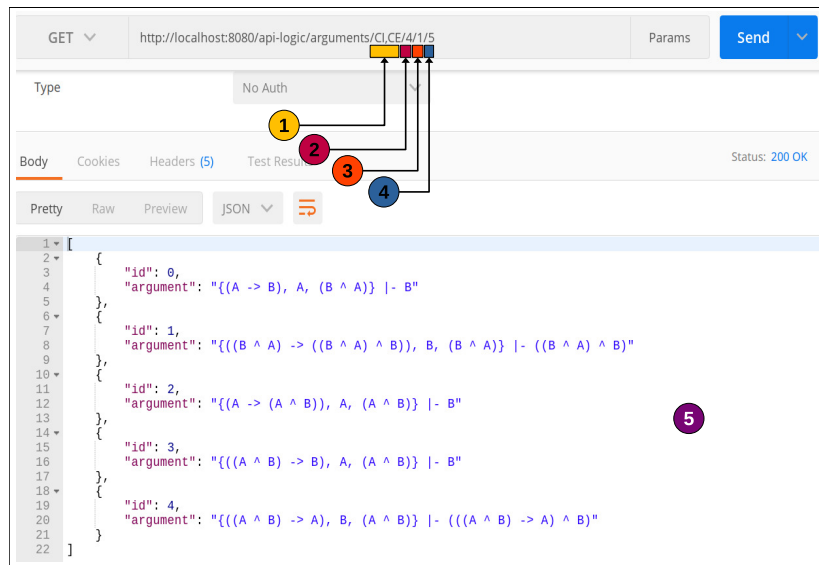 GET http://localhost:8080/api-logic/arguments/CI,CE/4/1/5 Params Send
Type No Auth
1
2
3
4
Body Cookies Headers (5) Test Resu Status: 200 OK
Pretty Raw Preview JSON
1 [
2 {
3 "id": 0,
4 "argument": "{(A -> B), A, (B ^ A)} |- B"
5 },
6 {
7 "id": 1,
8 "argument": "{((B ^ A) -> ((B ^ A) ^ B)), B, (B ^ A)} |- ((B ^ A) ^ B)"
9 },
10 {
11 "id": 2,
12 "argument": "{(A -> (A ^ B)), A, (A ^ B)} |- B"
13 },
14 {
15 "id": 3,
16 "argument": "{((A ^ B) -> B), A, (A ^ B)} |- B"
17 },
18 {
19 "id": 4,
20 "argument": "{((A ^ B) -> A), B, (A ^ B)} |- (((A ^ B) -> A) ^ B)"
21 }
22 ]
5